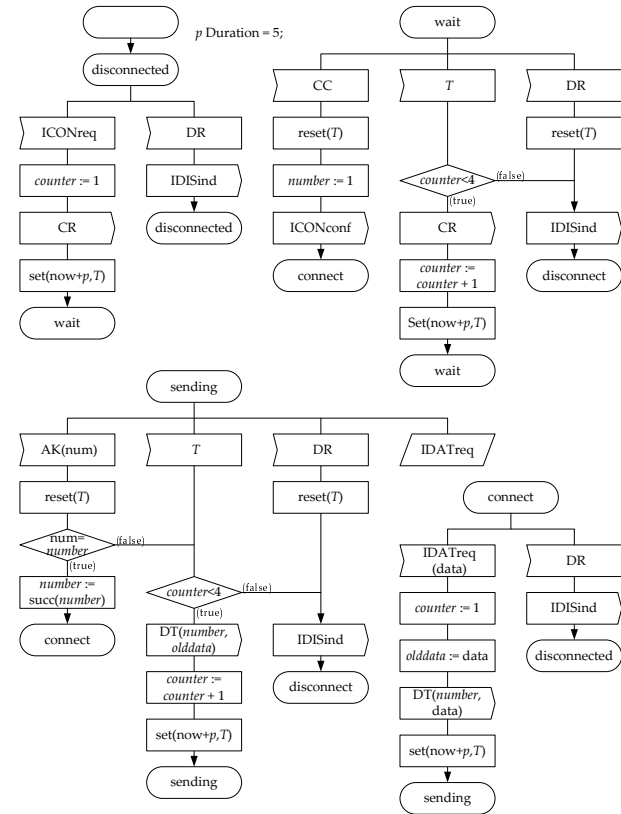 p Duration = 5;
disconnected
ICONreq
DR
counter := 1
IDISind
CR
disconnected
set(now+p,T)
wait
wait
CC
T
DR
reset(T)
reset(T)
number := 1
counter<4
(false)
(true)
ICONconf
CR
IDISind
connect
counter :=
counter + 1
disconnect
Set(now+p,T)
wait
sending
AK(num)
T
DR
IDATreq
reset(T)
reset(T)
num=
number
(false)
(true)
number :=
succ(number)
counter<4
(false)
(true)
connect
DT(number,
olddata)
IDISind
counter :=
counter + 1
disconnect
set(now+p,T)
sending
connect
IDATreq
(data)
DR
counter := 1
IDISind
olddata := data
disconnected
DT(number,
data)
set(now+p,T)
sending